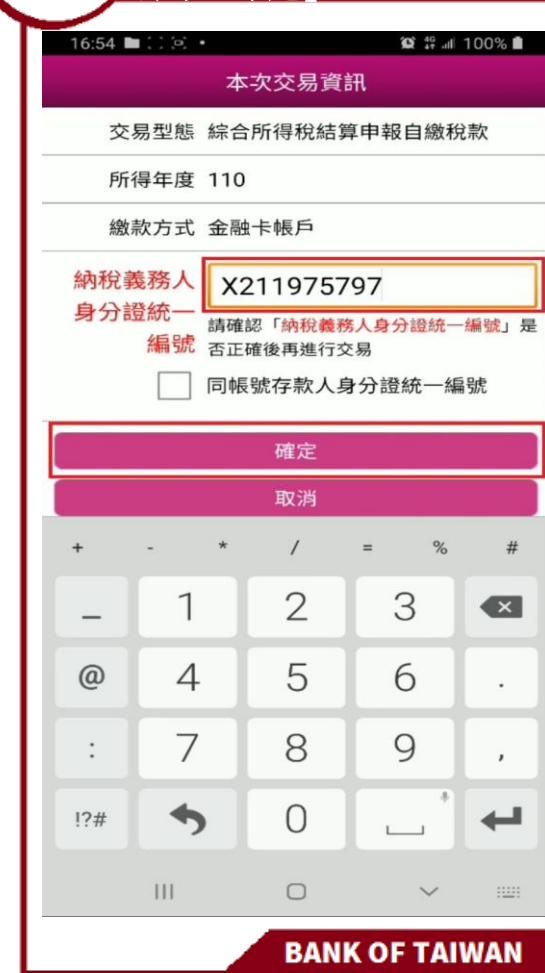 16:54 100%
本次交易資訊
交易型態 綜合所得稅結算申報自繳稅款
所得年度 110
繳款方式 金融卡帳戶
納稅義務人
身分證統一
編號
X211975797
請確認「納稅義務人身分證統一編號」是
否正確後再進行交易
同帳號存款人身分證統一編號
確定
取消
+ - * / = % #
_ 1 2 3
@ 4 5 6 .
: 7 8 9 ,
!?# 0
BANK OF TAIWAN